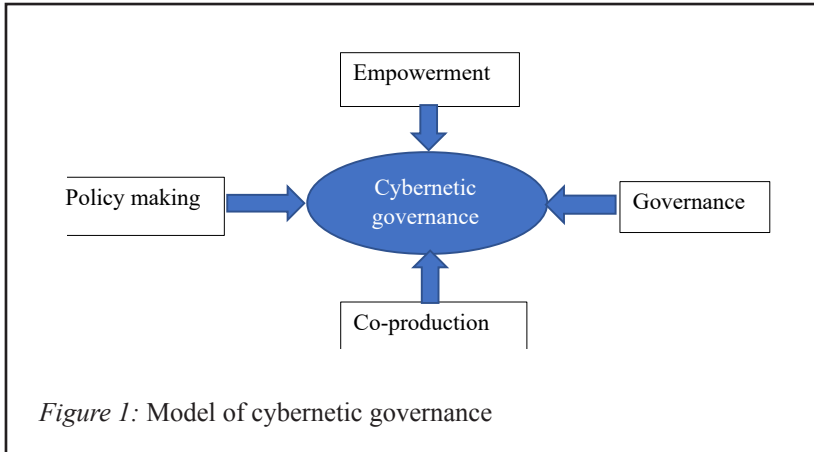 Empowerment
Policy making
Cybernetic
governance
Governance
Co-production
Figure 1: Model of cybernetic governance